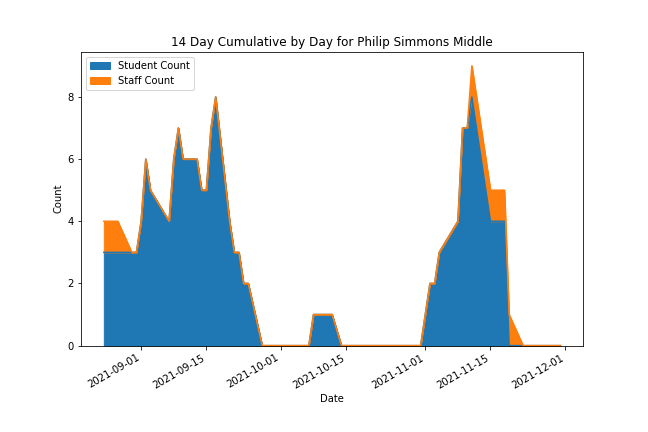 14 Day Cumulative by Day for Philip Simmons Middle
Student Count
Staff Count
Count
8
6
4
2
0
2021-09-01
2021-09-15
2021-10-01
2021-10-15
2021-11-01
2021-11-15
2021-12-01
Date